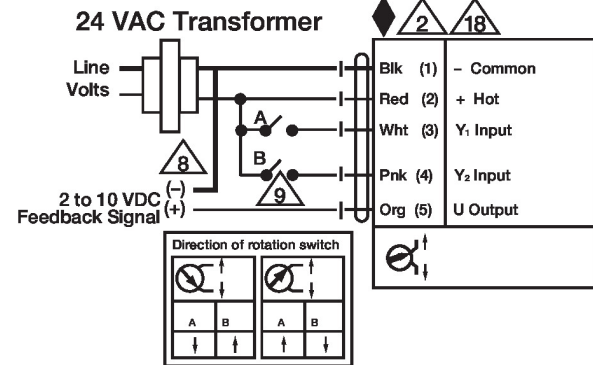 24 VAC Transformer
2 18
Line
Volts
Blk (1) – Common
Red (2) + Hot
A
Wht (3) Y₁ Input
B
8
Pnk (4) Y₂ Input
9
2 to 10 VDC (–)
Feedback Signal (+)
Org (5) U Output
Direction of rotation switch
A B A B